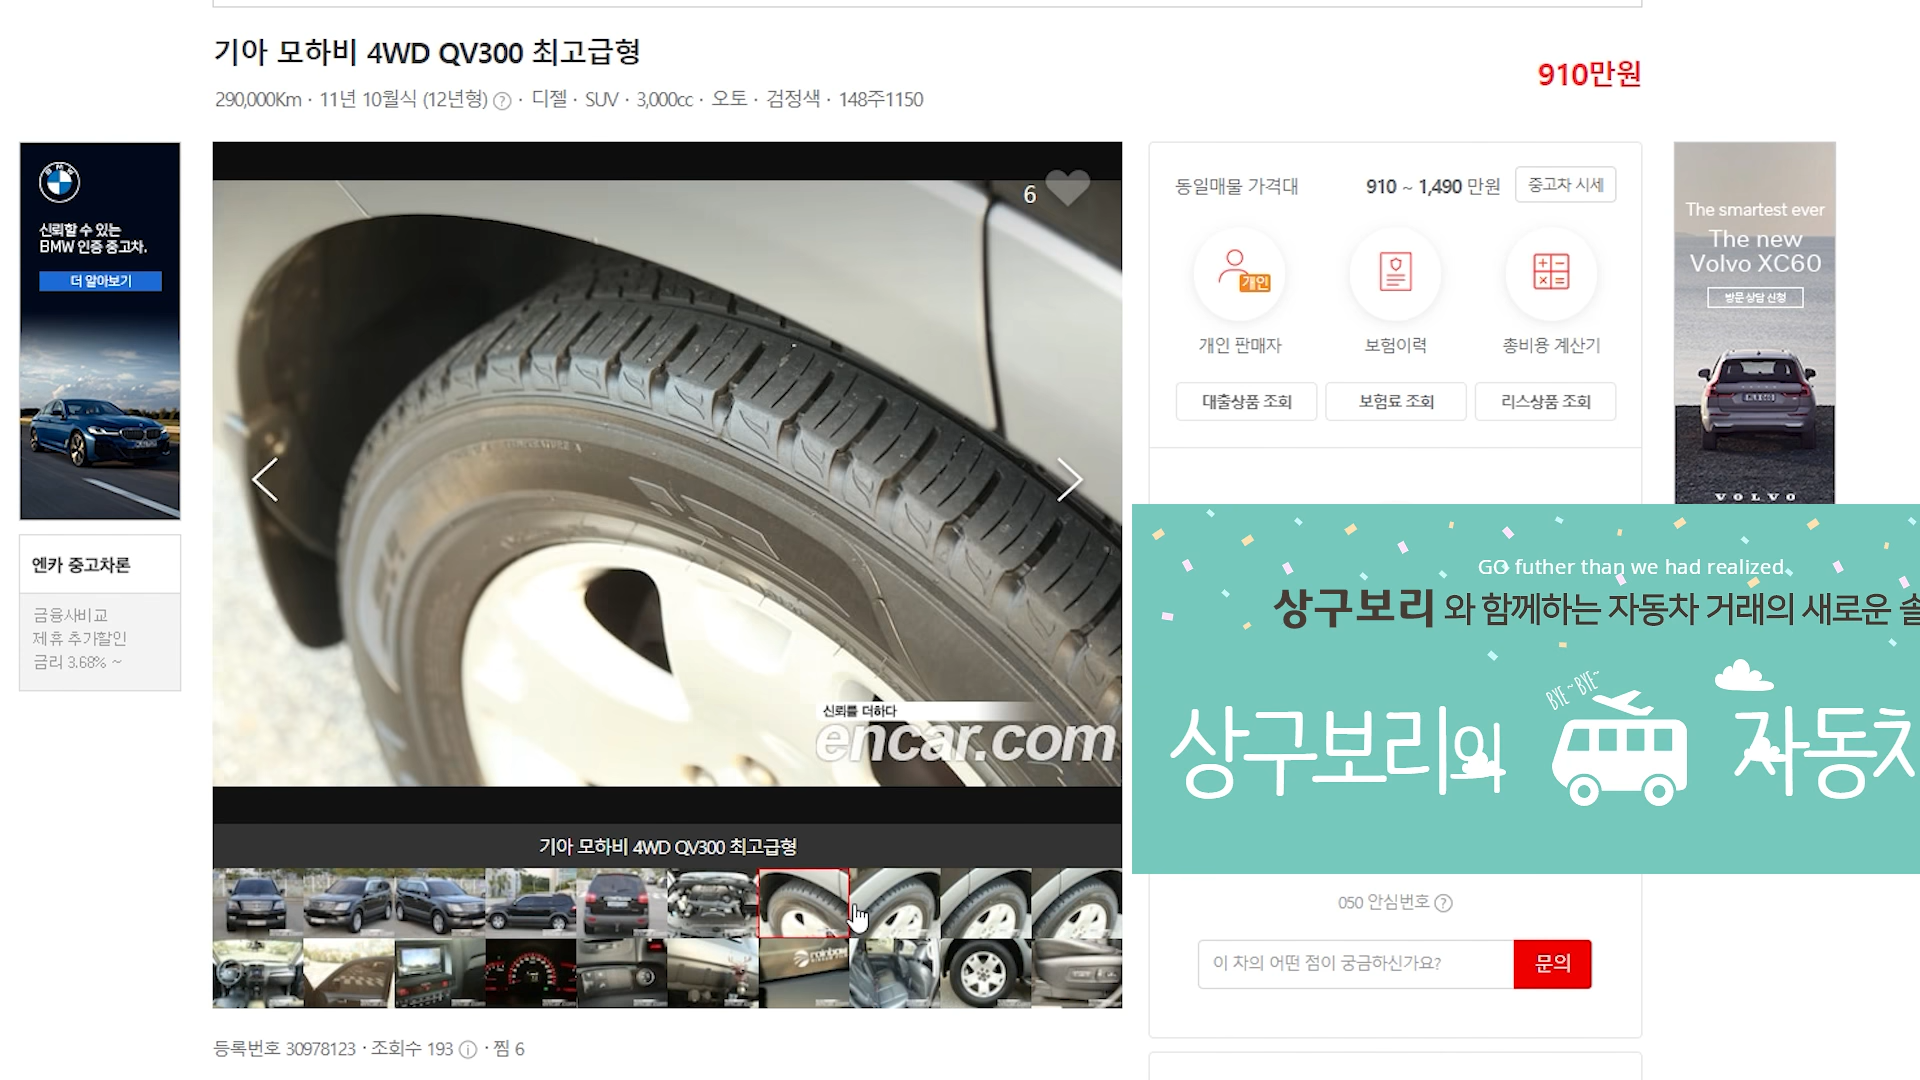 기아 모하비 4WD QV300 최고급형
910만원
290,000Km · 11년 10월식 (12년형) ? · 디젤 · SUV · 3,000cc · 오토 · 검정색 · 148주1150
신뢰할 수 있는
BMW 인증 중고차.
더 알아보기
엔카 중고차론
금융사비교
제휴 추가할인
금리 3.68% ~
6
신뢰를 더하다
encar.com
기아 모하비 4WD QV300 최고급형
등록번호 30978123 · 조회수 193 · 찜 6
동일매물 가격대 910 ~ 1,490 만원 중고차 시세
개인
개인 판매자 보험이력 총비용 계산기
대출상품 조회 보험료 조회 리스상품 조회
The smartest ever
The new
Volvo XC60
방문 상담 신청
VOLVO
GO futher than we had realized.
상구보리 와 함께하는 자동차 거래의 새로운 솔
BYE~BYE~
상구보리의 자동차
050 안심번호 ?
이 차의 어떤 점이 궁금하신가요? 문의